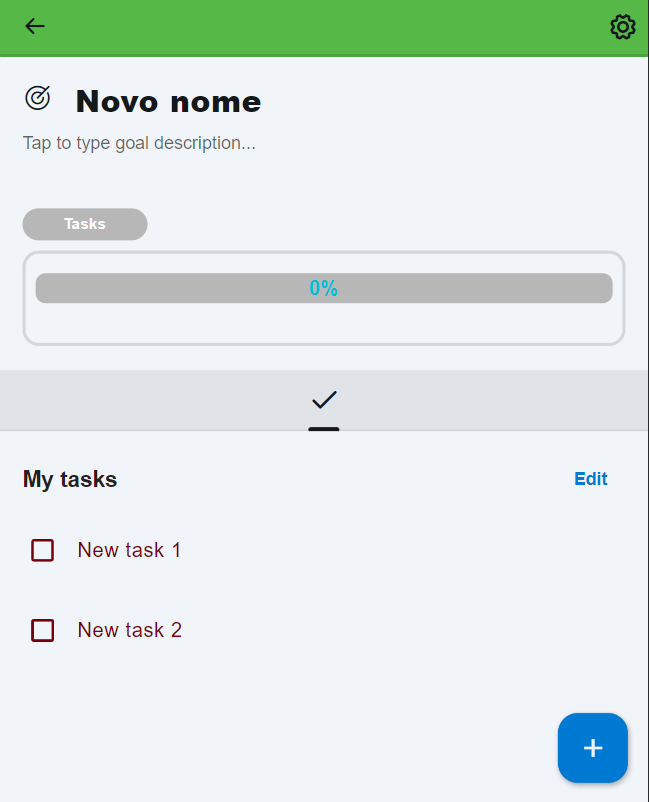 Novo nome
Tap to type goal description...
Tasks
0%
My tasks
Edit
New task 1
New task 2